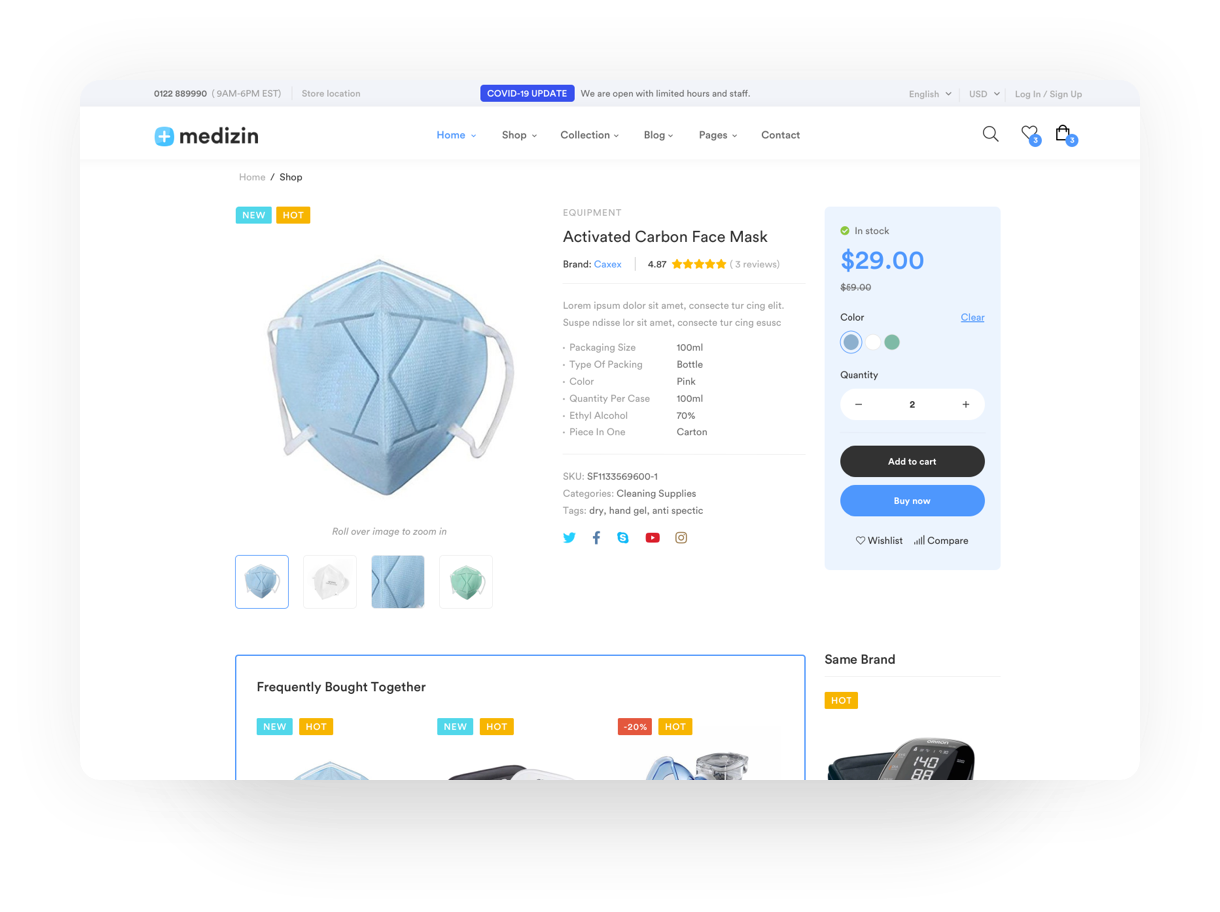 0122 889990 ( 9AM-6PM EST) Store location COVID-19 UPDATE We are open with limited hours and staff. English USD Log In / Sign Up
medizin Home Shop Collection Blog Pages Contact 3 3
Home / Shop
NEW HOT
EQUIPMENT
Activated Carbon Face Mask
Brand: Caxex 4.87 ( 3 reviews)
Lorem ipsum dolor sit amet, consecte tur cing elit.
Suspe ndisse lor sit amet, consecte tur cing esusc
· Packaging Size 100ml
· Type Of Packing Bottle
· Color Pink
· Quantity Per Case 100ml
· Ethyl Alcohol 70%
· Piece In One Carton
SKU: SF1133569600-1
Categories: Cleaning Supplies
Tags: dry, hand gel, anti spectic
In stock
$29.00
Color Clear
Quantity
− 2 +
Add to cart
Buy now
Wishlist Compare
Roll over image to zoom in
Frequently Bought Together
NEW HOT NEW HOT -20% HOT
Same Brand
HOT
140
88